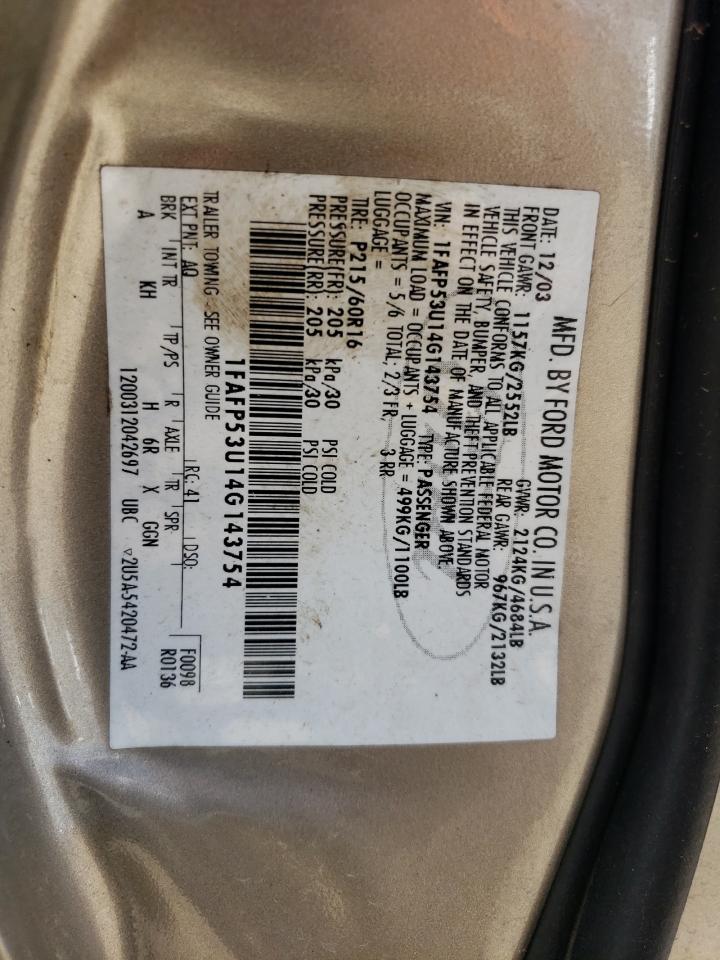 MFD. BY FORD MOTOR CO. IN U.S.A.
DATE: 12/03 GVWR: 2124KG/4684LB
FRONT GAWR: 1157KG/2552LB REAR GAWR: 967KG/2132LB
THIS VEHICLE CONFORMS TO ALL APPLICABLE FEDERAL MOTOR
VEHICLE SAFETY, BUMPER, AND THEFT PREVENTION STANDARDS
IN EFFECT ON THE DATE OF MANUFACTURE SHOWN ABOVE.
VIN: 1FAFP53U14G143754 TYPE: PASSENGER
MAXIMUM LOAD = OCCUPANTS + LUGGAGE = 499KG/1100LB
OCCUPANTS = 5/6 TOTAL: 2/3 FR, 3 RR
LUGGAGE =
TIRE: P215/60R16
PRESSURE(FR): 205 kPa/30 PSI COLD
PRESSURE(RR): 205 kPa/30 PSI COLD
1FAFP53U14G143754
TRAILER TOWING - SEE OWNER GUIDE
EXT PNT: AQ RC: 41 DSO: F0098
BRK INT TR TP/PS R AXLE TR SPR R0136
A KH H 6R X GGN
1200312042697 UBC ▽2U5A-5420472-AA